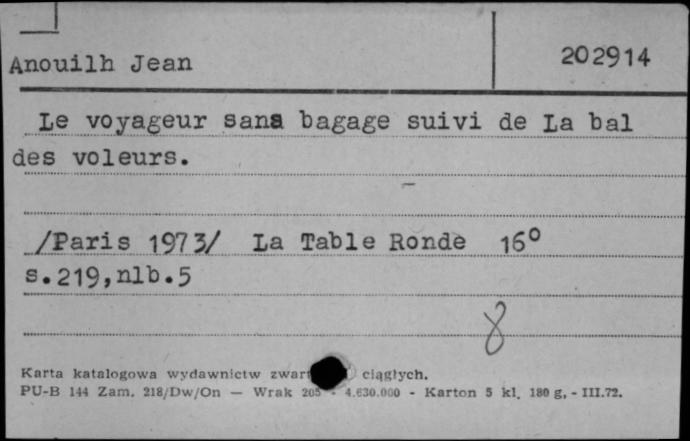 Anouilh Jean 202914
Le voyageur sans bagage suivi de La bal
des voleurs.
/Paris 1973/ La Table Ronde 16°
s.219,nlb.5
8
Karta katalogowa wydawnictw zwar ciągłych.
PU-B 144 Zam. 218/Dw/On — Wrak 205 - 4.630.000 - Karton 5 kl. 180 g. - III.72.